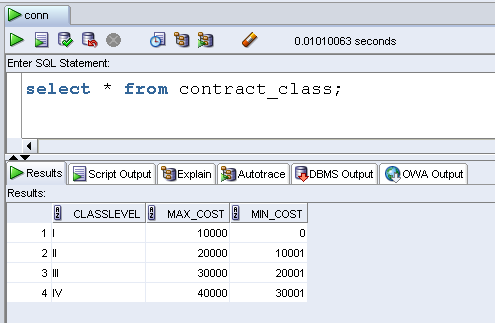 conn
0.01010063 seconds
Enter SQL Statement:
select * from contract_class;
Results Script Output Explain Autotrace DBMS Output OWA Output
Results:
CLASSLEVEL MAX_COST MIN_COST
1 I 10000 0
2 II 20000 10001
3 III 30000 20001
4 IV 40000 30001